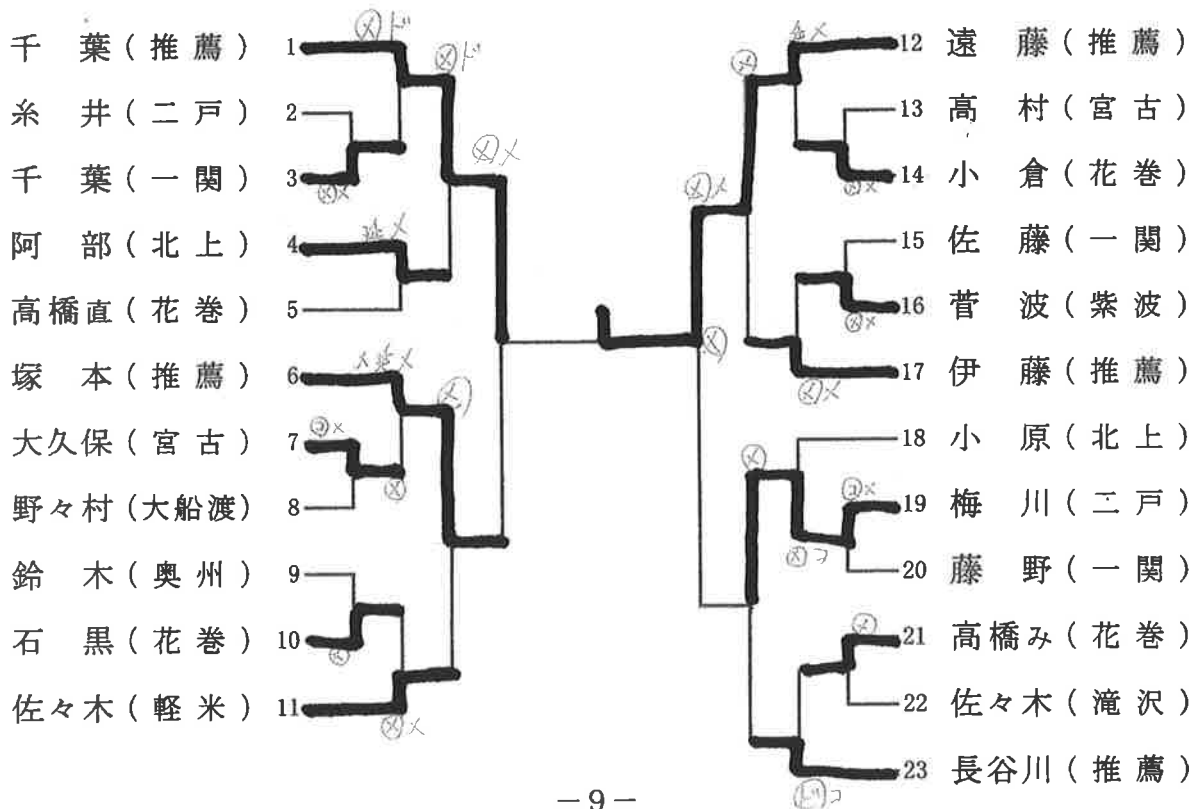 千葉(推薦) 1
糸井(二戸) 2
千葉(一関) 3
阿部(北上) 4
高橋直(花巻) 5
塚本(推薦) 6
大久保(宮古) 7
野々村(大船渡) 8
鈴木(奥州) 9
石黒(花巻) 10
佐々木(軽米) 11
12 遠藤(推薦)
13 高村(宮古)
14 小倉(花巻)
15 佐藤(一関)
16 菅波(紫波)
17 伊藤(推薦)
18 小原(北上)
19 梅川(二戸)
20 藤野(一関)
21 高橋み(花巻)
22 佐々木(滝沢)
23 長谷川(推薦)
-9-